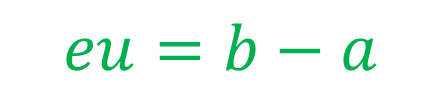 eu = b − a